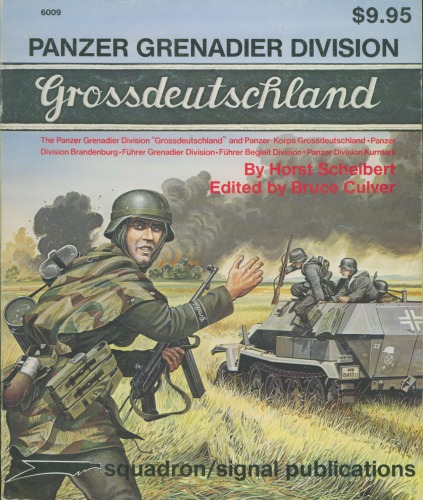 6009
$9.95
PANZER GRENADIER DIVISION
Grossdeutschland
The Panzer Grenadier Division "Grossdeutschland" and Panzer-Korps Grossdeutschland • Panzer
Division Brandenburg • Führer Grenadier Division • Führer Begleit Division • Panzer Division Kurmark
By Horst Scheibert
Edited by Bruce Culver
squadron/signal publications